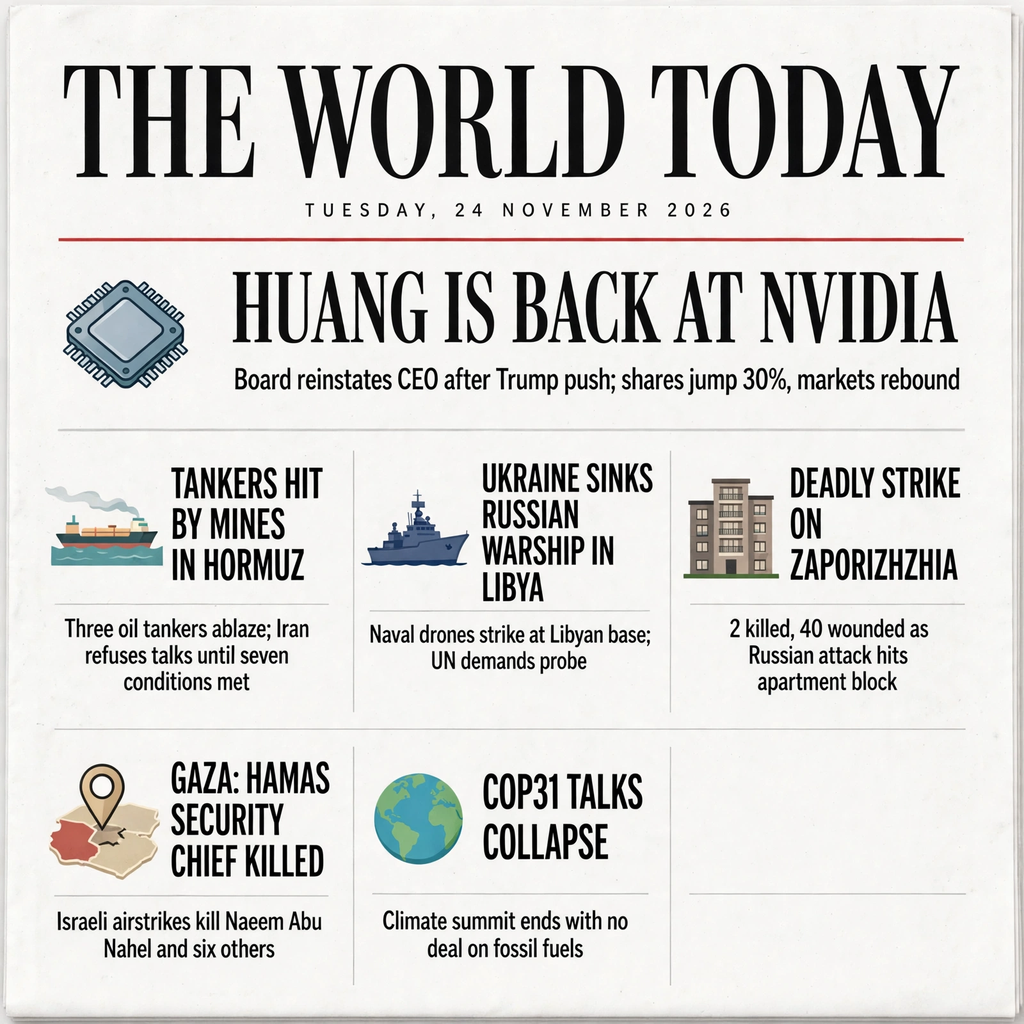 THE WORLD TODAY
TUESDAY, 24 NOVEMBER 2026
HUANG IS BACK AT NVIDIA
Board reinstates CEO after Trump push; shares jump 30%, markets rebound
TANKERS HIT
BY MINES
IN HORMUZ
Three oil tankers ablaze; Iran
refuses talks until seven
conditions met
UKRAINE SINKS
RUSSIAN
WARSHIP IN
LIBYA
Naval drones strike at Libyan base;
UN demands probe
DEADLY STRIKE
ON
ZAPORIZHZHIA
2 killed, 40 wounded as
Russian attack hits
apartment block
GAZA: HAMAS
SECURITY
CHIEF KILLED
Israeli airstrikes kill Naeem Abu
Nahel and six others
COP31 TALKS
COLLAPSE
Climate summit ends with no
deal on fossil fuels